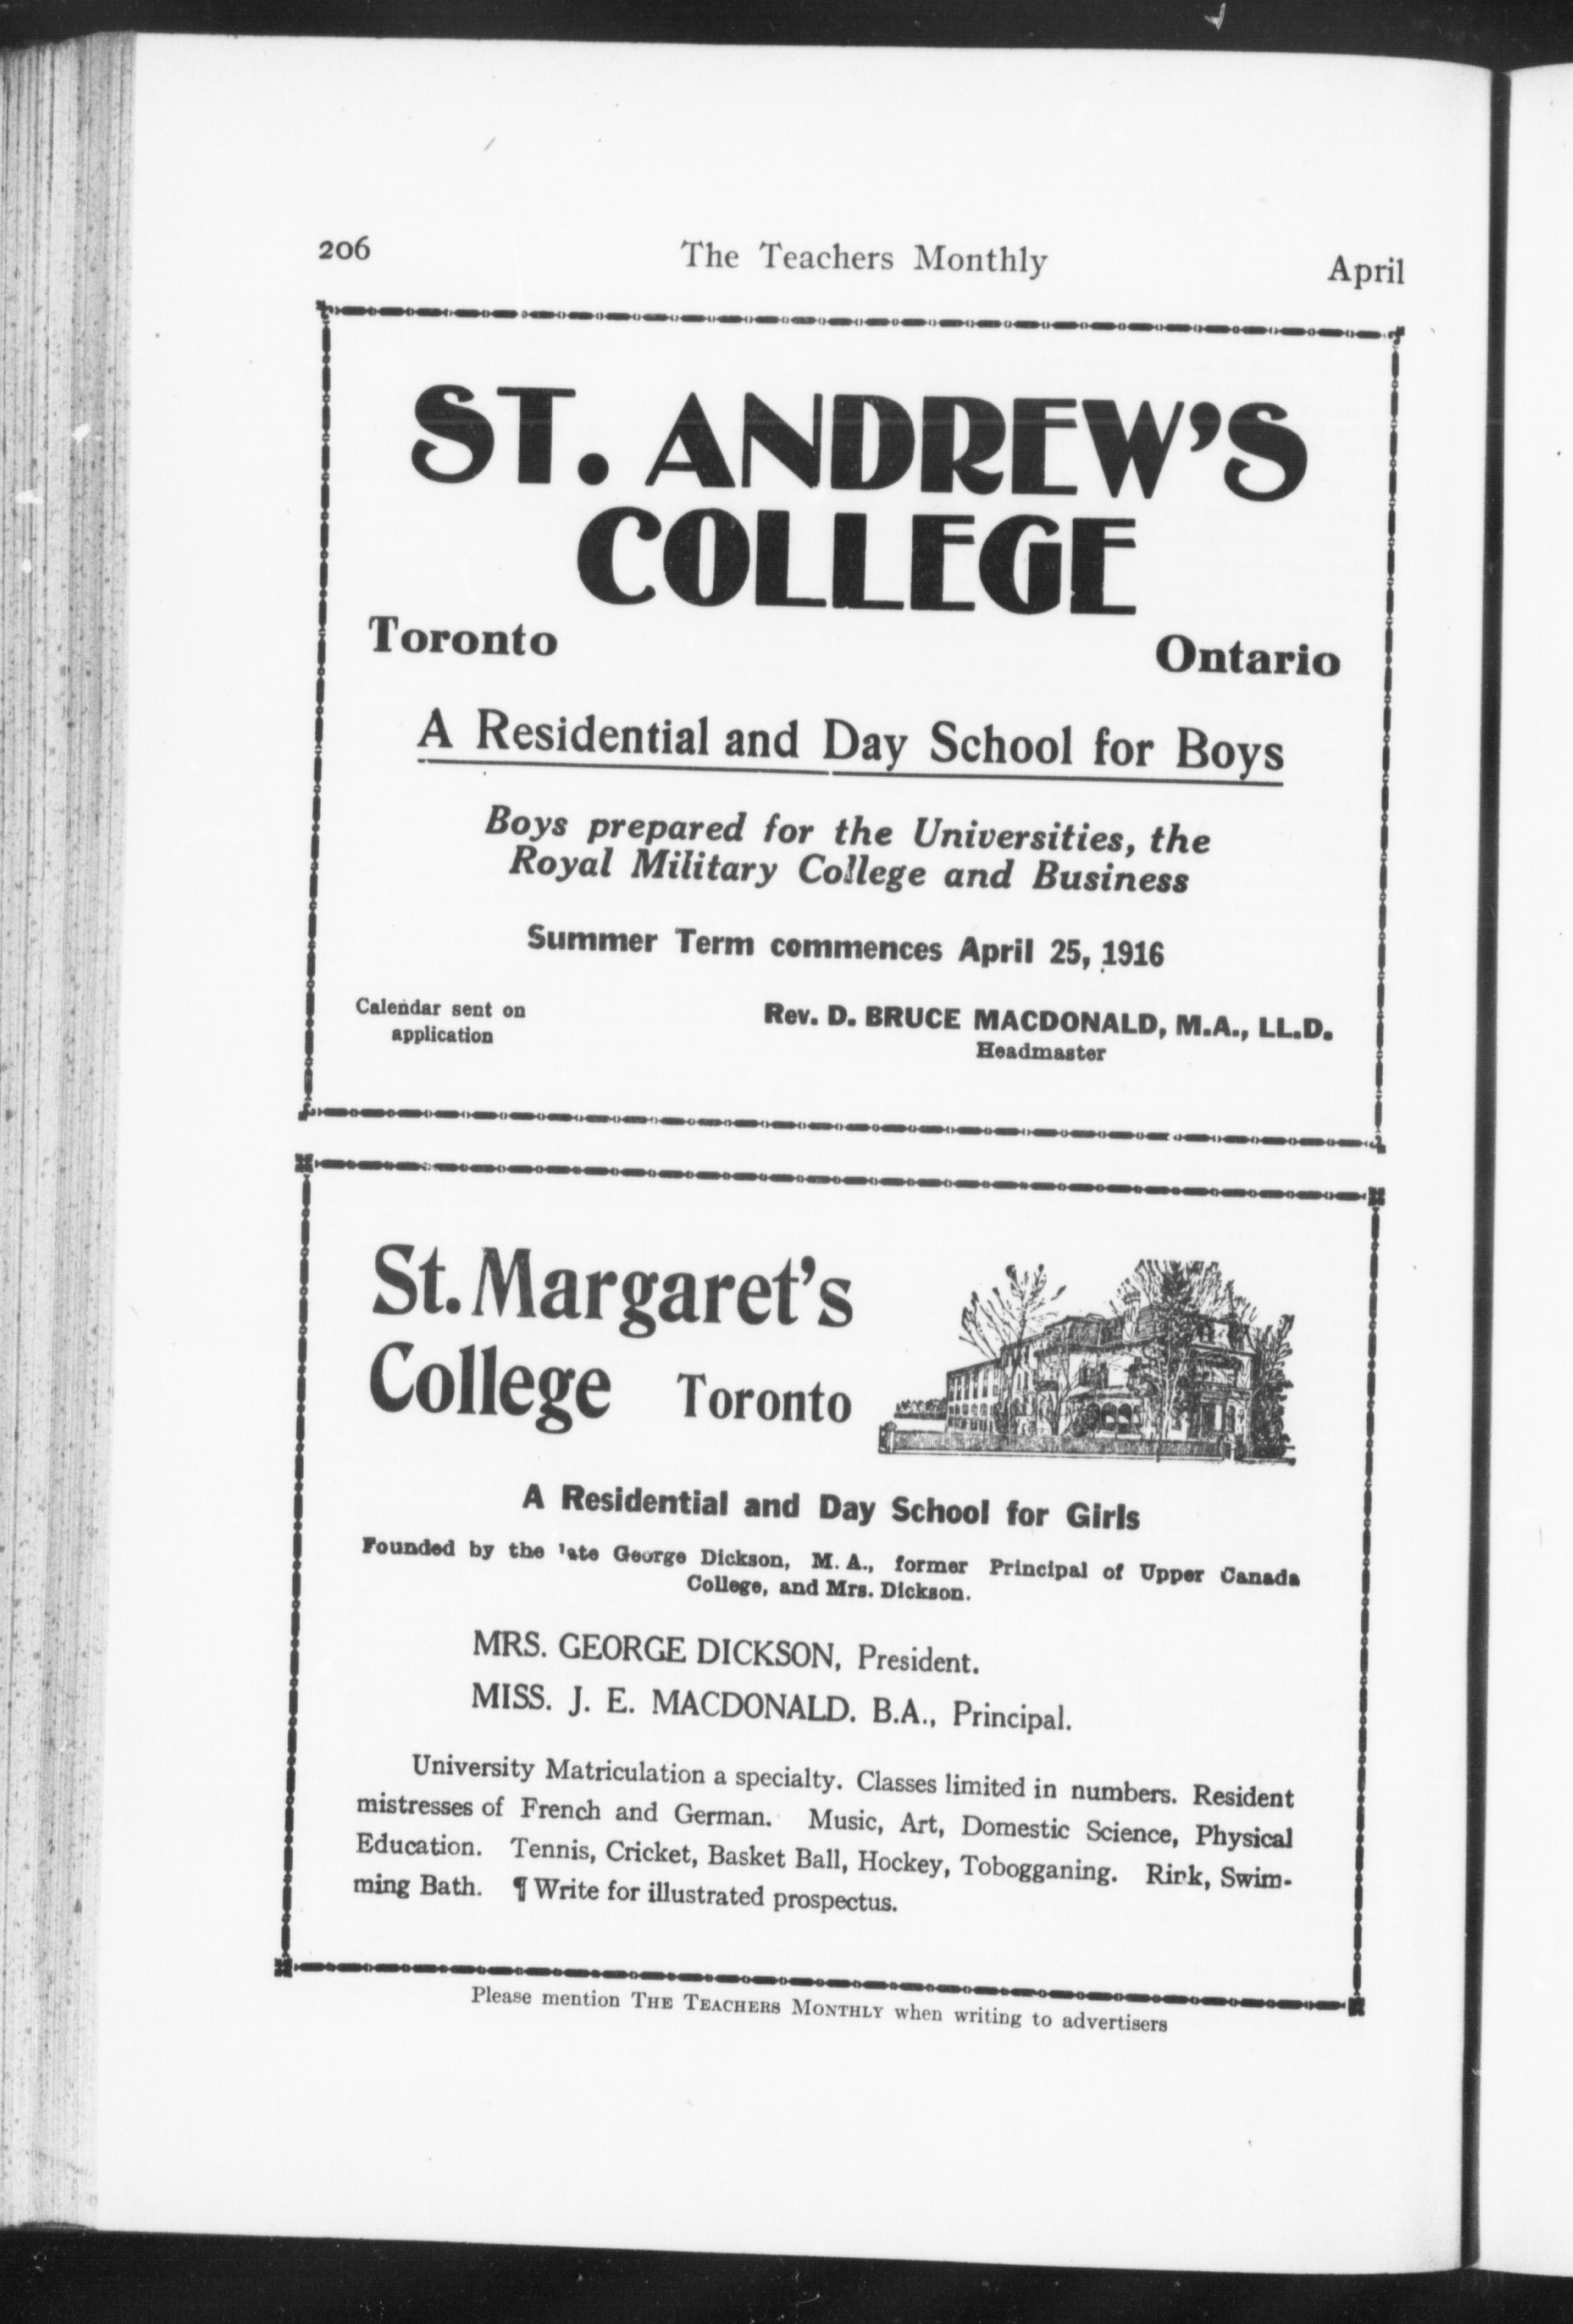 206 The Teachers Monthly April
ST. ANDREW'S
COLLEGE
Toronto Ontario
A Residential and Day School for Boys
Boys prepared for the Universities, the
Royal Military College and Business
Summer Term commences April 25, 1916
Calendar sent on
application
Rev. D. BRUCE MACDONALD, M.A., LL.D.
Headmaster
St. Margaret's
College Toronto
A Residential and Day School for Girls
Founded by the late George Dickson, M. A., former Principal of Upper Canada
College, and Mrs. Dickson.
MRS. GEORGE DICKSON, President.
MISS. J. E. MACDONALD. B.A., Principal.
University Matriculation a specialty. Classes limited in numbers. Resident
mistresses of French and German. Music, Art, Domestic Science, Physical
Education. Tennis, Cricket, Basket Ball, Hockey, Tobogganing. Rink, Swim-
ming Bath. ¶ Write for illustrated prospectus.
Please mention THE TEACHERS MONTHLY when writing to advertisers